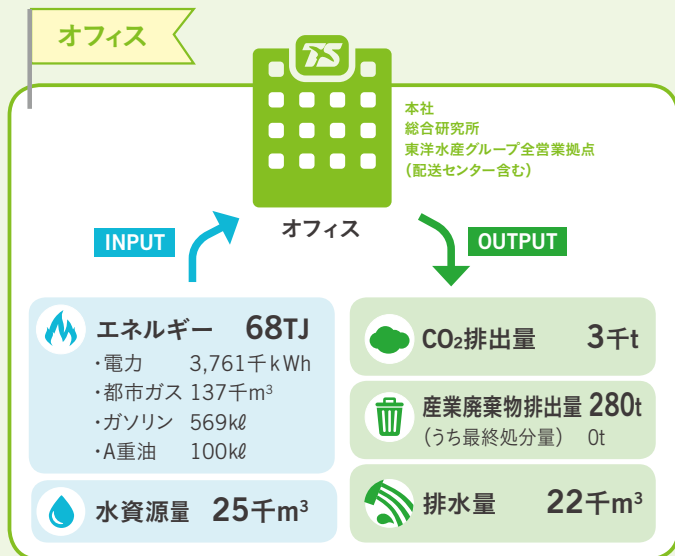 オフィス
TS
本社
総合研究所
東洋水産グループ全営業拠点
(配送センター含む)
オフィス
INPUT
OUTPUT
エネルギー 68TJ
・電力 3,761千kWh
・都市ガス 137千m³
・ガソリン 569㎘
・A重油 100㎘
水資源量 25千m³
CO₂排出量 3千t
産業廃棄物排出量 280t
(うち最終処分量) 0t
排水量 22千m³